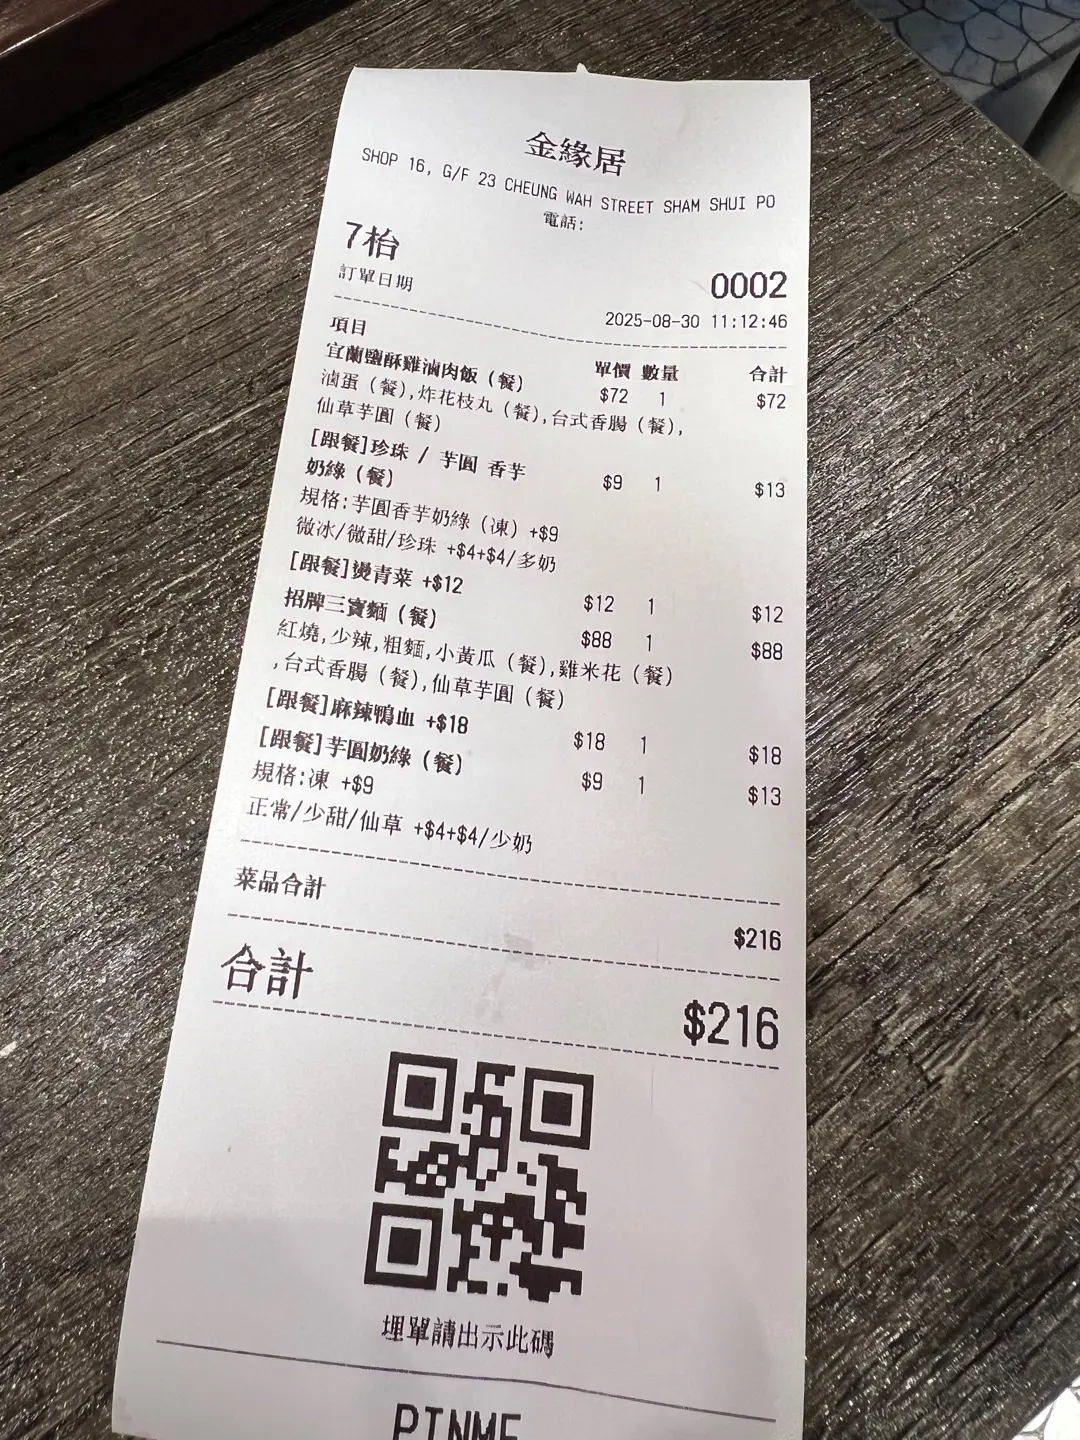 金緣居
SHOP 16, G/F 23 CHEUNG WAH STREET SHAM SHUI PO
電話:
7枱
0002
訂單日期
2025-08-30 11:12:46
項目 單價 數量 合計
宜蘭鹽酥雞滷肉飯 (餐) $72 1 $72
滷蛋 (餐),炸花枝丸 (餐),台式香腸 (餐),
仙草芋圓 (餐)
[跟餐]珍珠 / 芋圓 香芋 $9 1 $13
奶綠 (餐)
規格:芋圓香芋奶綠 (凍) +$9
微冰/微甜/珍珠 +$4+$4/多奶
[跟餐]燙青菜 +$12 $12 1 $12
招牌三寶麵 (餐) $88 1 $88
紅燒,少辣,粗麵,小黃瓜 (餐),雞米花 (餐)
,台式香腸 (餐),仙草芋圓 (餐)
[跟餐]麻辣鴨血 +$18 $18 1 $18
[跟餐]芋圓奶綠 (餐) $9 1 $13
規格:凍 +$9
正常/少甜/仙草 +$4+$4/少奶
菜品合計 $216
合計 $216
埋單請出示此碼
PINME